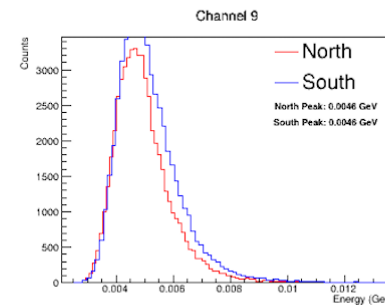 Channel 9
Counts
3000
2500
2000
1500
1000
500
0
North
South
North Peak: 0.0046 GeV
South Peak: 0.0046 GeV
0.004
0.006
0.008
0.01
0.012
Energy (Ge